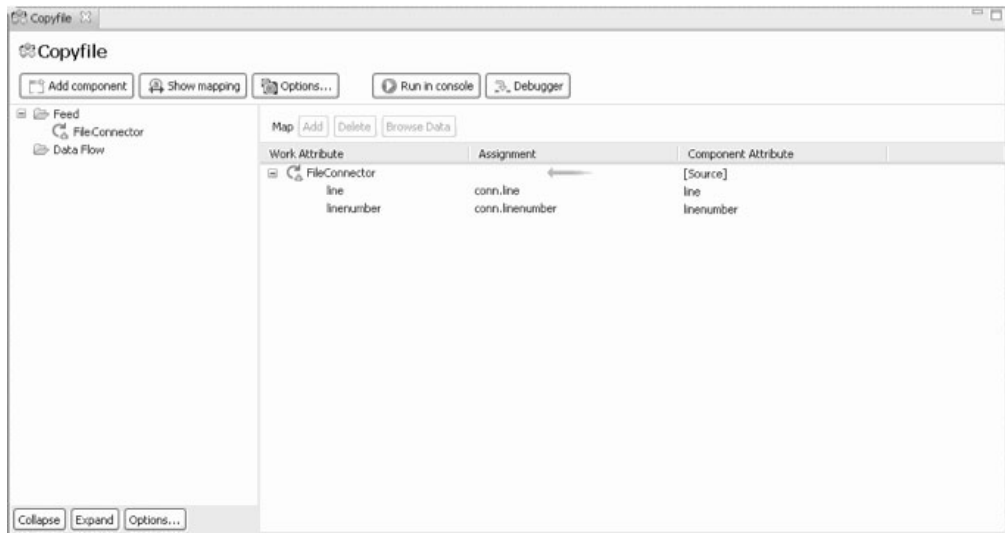 Copyfile
Copyfile
Add component Show mapping Options... Run in console Debugger
Feed
FileConnector
Data Flow
Map Add Delete Browse Data
Work Attribute Assignment Component Attribute
FileConnector [Source]
line conn.line line
linenumber conn.linenumber linenumber
Collapse Expand Options...